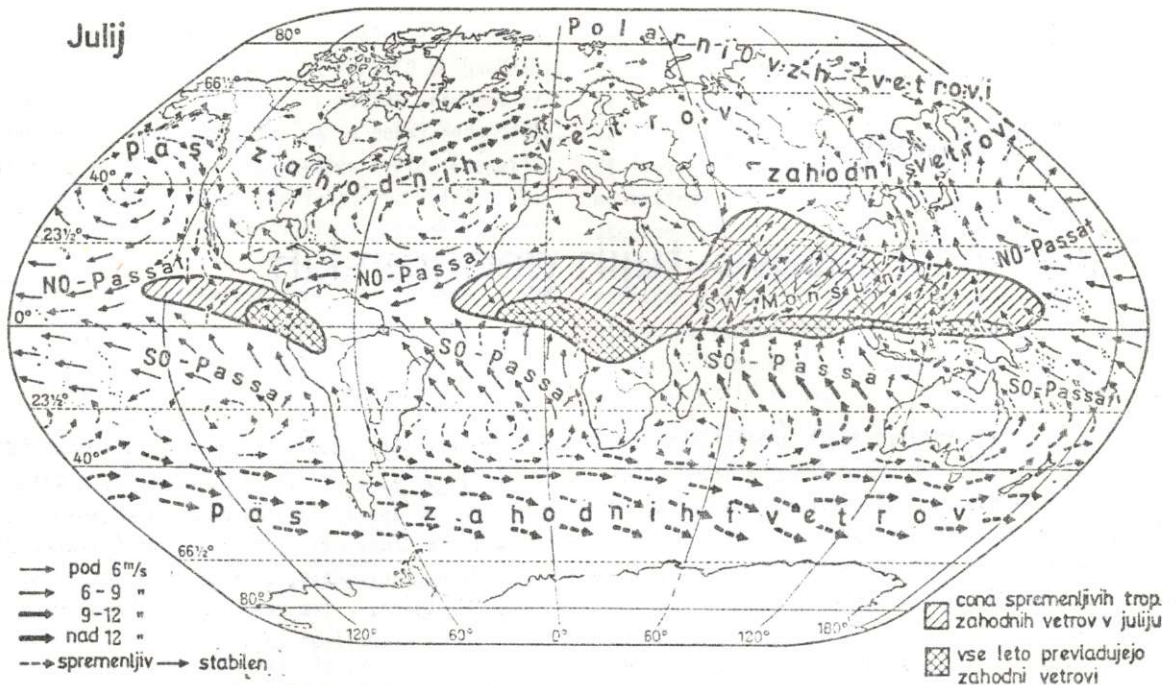 Julij
80°
Polarni O vzh. vetrovi
66½°
pas zahodnih vetrov
zahodni vetrovi
40°
23½°
NO-Passat
NO-Passat
NO-Passat
SW-Monsun
0°
SO-Passat
SO-Passat
SO-Passat
SO-Passat
23½°
40°
pas zahodnih vetrov
66½°
80°
120° 60° 0° 60° 120° 180°
pod 6 m/s
6-9 "
9-12 "
nad 12 "
spremenljiv stabilen
cona spremenljivih trop.
zahodnih vetrov v juliju
vse leto prevladujejo
zahodni vetrovi